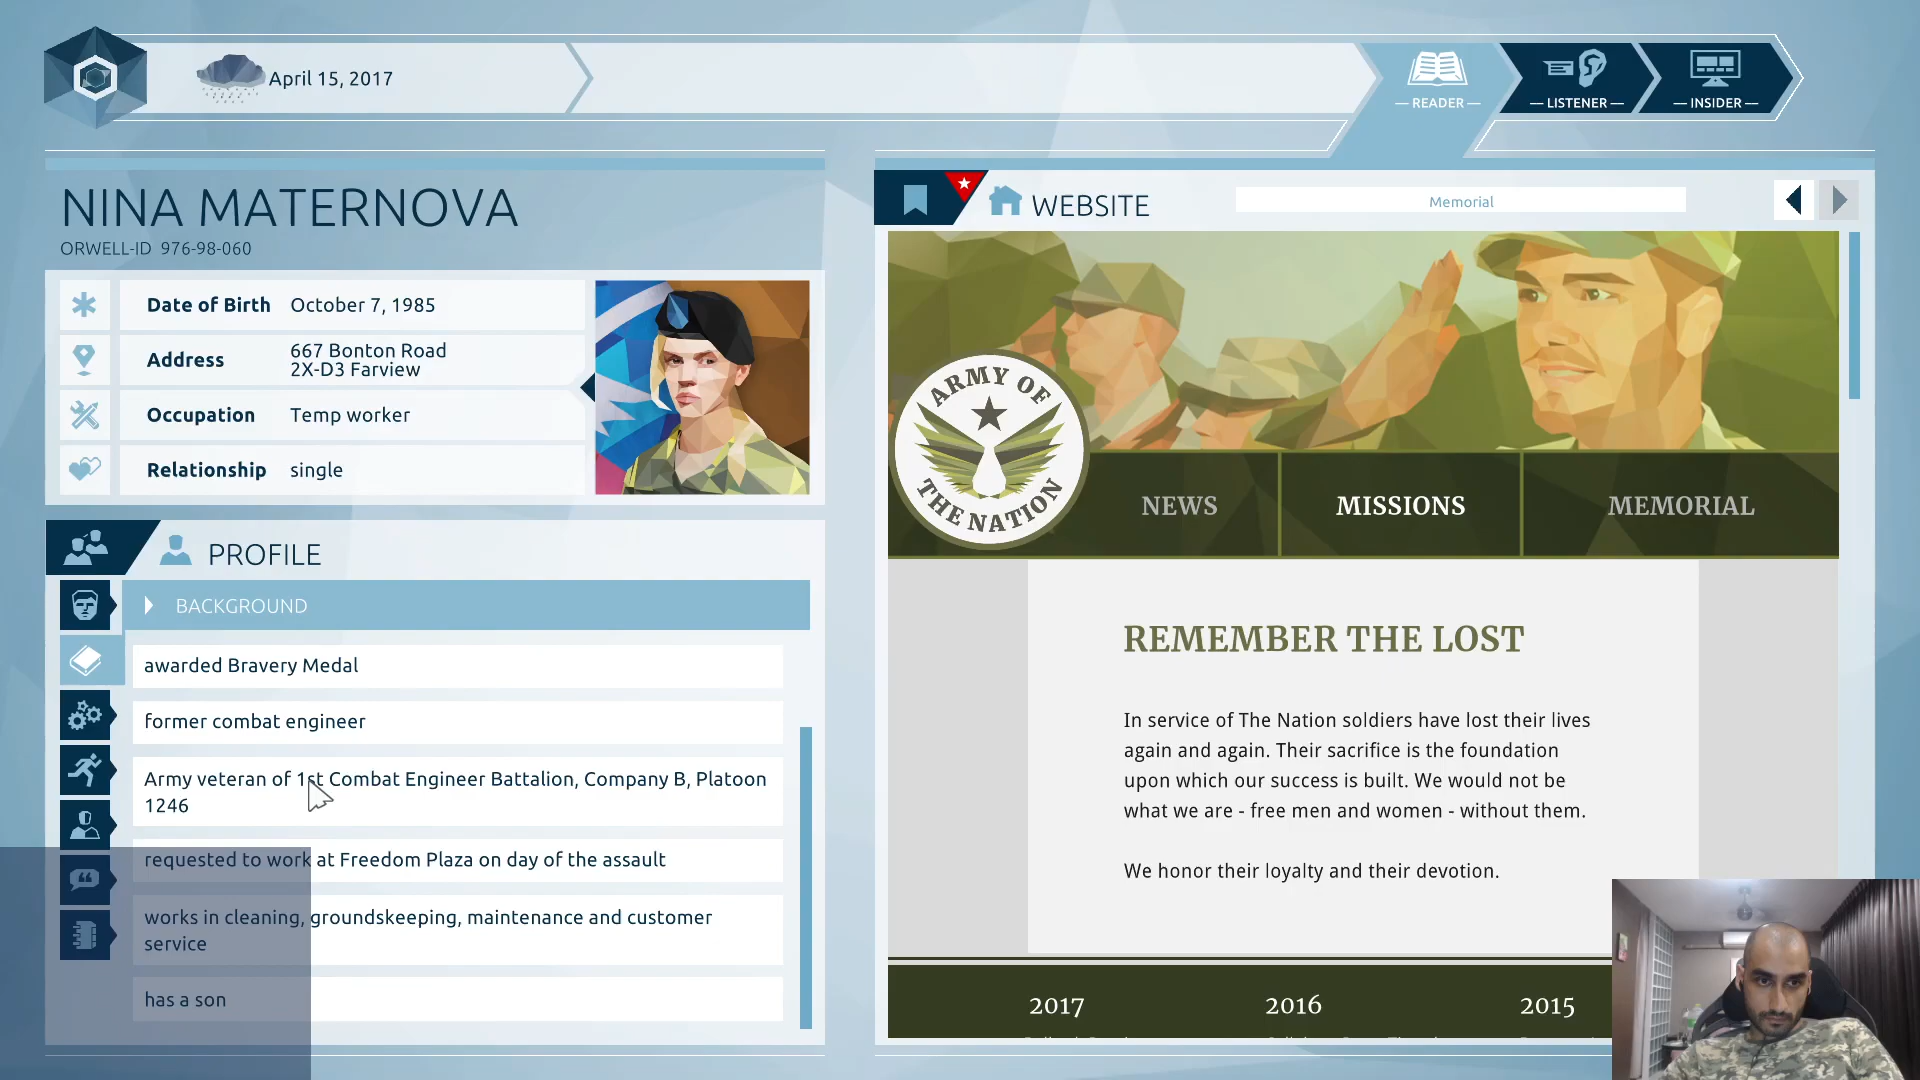 April 15, 2017
— READER —
— LISTENER —
— INSIDER —
NINA MATERNOVA
ORWELL-ID 976-98-060
Date of Birth October 7, 1985
Address 667 Bonton Road
2X-D3 Farview
Occupation Temp worker
Relationship single
PROFILE
BACKGROUND
awarded Bravery Medal
former combat engineer
Army veteran of 1st Combat Engineer Battalion, Company B, Platoon
1246
requested to work at Freedom Plaza on day of the assault
works in cleaning, groundskeeping, maintenance and customer
service
has a son
WEBSITE
Memorial
ARMY OF
THE NATION
NEWS
MISSIONS
MEMORIAL
REMEMBER THE LOST
In service of The Nation soldiers have lost their lives
again and again. Their sacrifice is the foundation
upon which our success is built. We would not be
what we are - free men and women - without them.
We honor their loyalty and their devotion.
2017
2016
2015